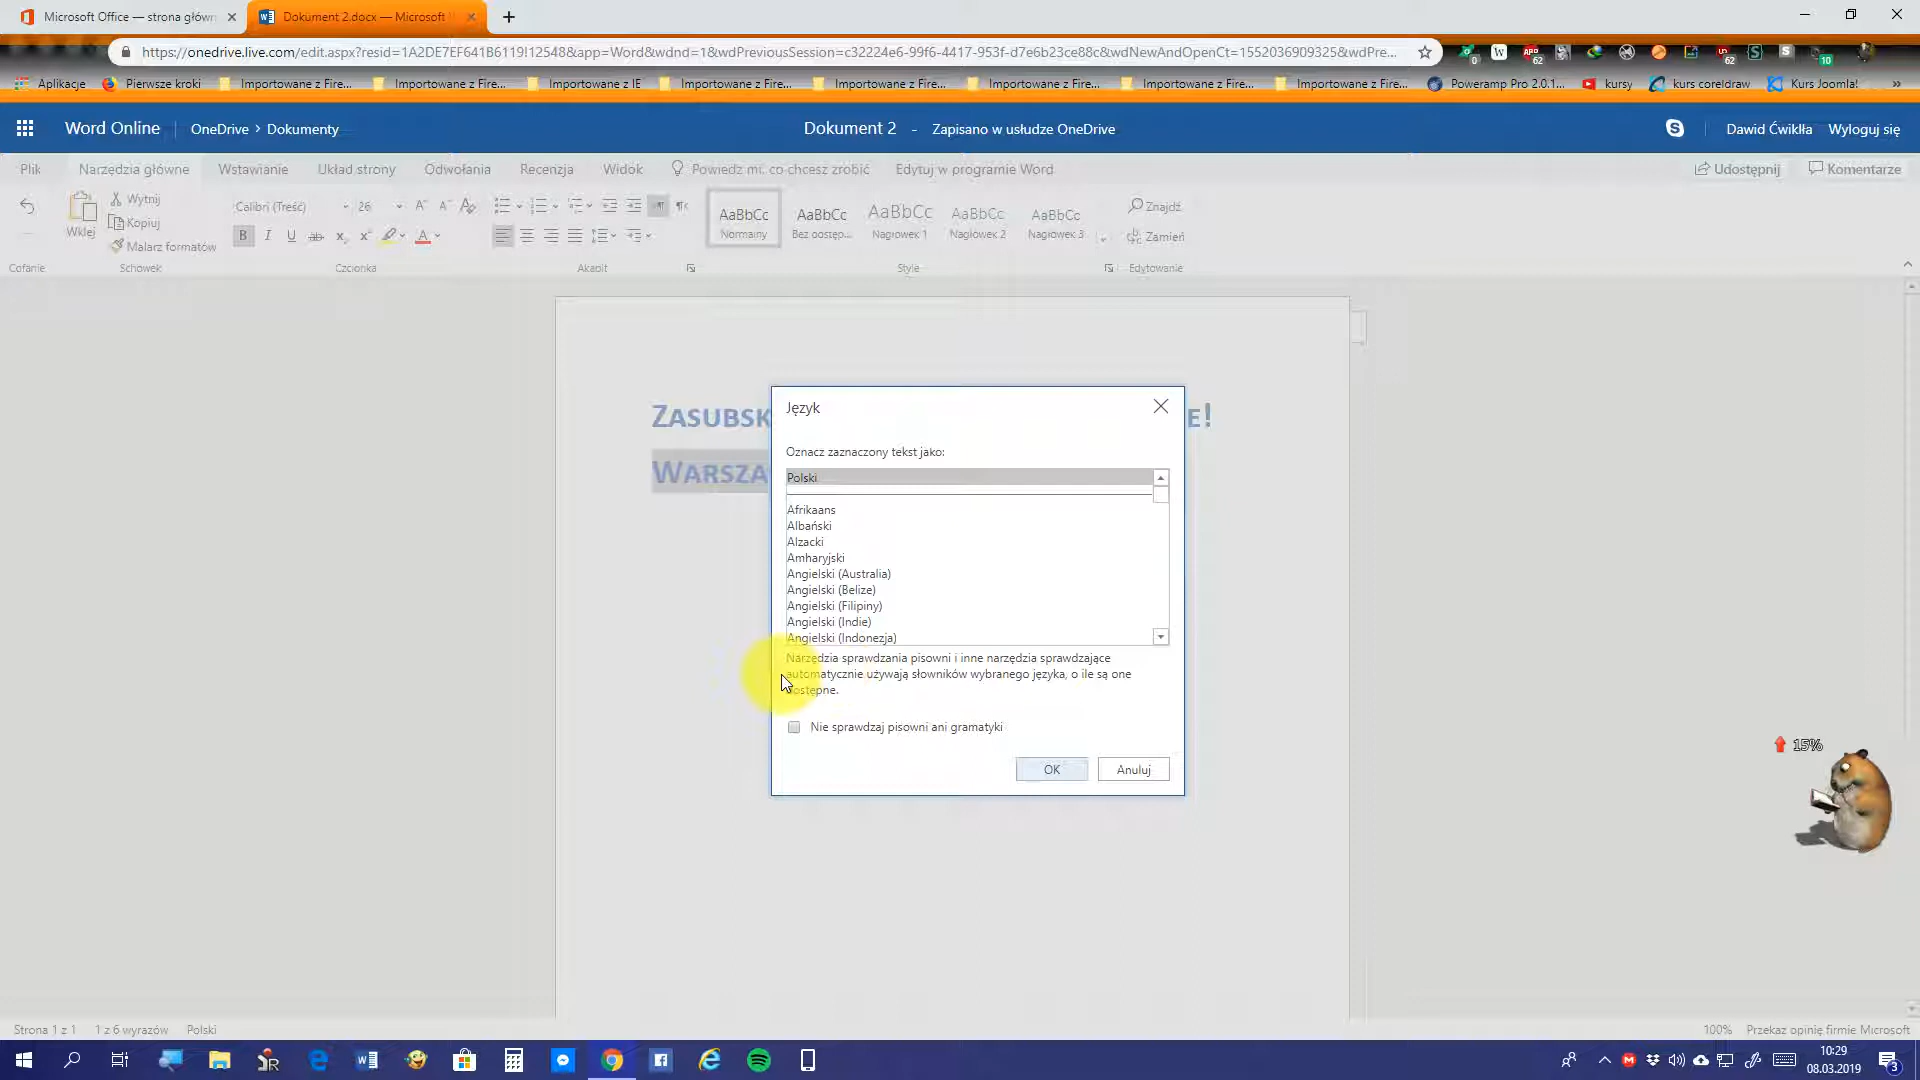 Microsoft Office — strona główn
Dokument 2.docx — Microsoft
https://onedrive.live.com/edit.aspx?resid=1A2DE7EF641B6119!12548&app=Word&wdnd=1&wdPreviousSession=c32224e6-99f6-4417-953f-d7e6b23ce88c&wdNewAndOpenCt=1552036909325&wdPre...
0 62 62 10
Aplikacje Pierwsze kroki Importowane z Fire... Importowane z Fire... Importowane z IE Importowane z Fire... Importowane z Fire... Importowane z Fire... Importowane z Fire... Importowane z Fire... Poweramp Pro 2.0.1... kursy kurs coreldraw Kurs Joomla! »
Word Online OneDrive › Dokumenty Dokument 2 - Zapisano w usłudze OneDrive Dawid Ćwiklła Wyloguj się
Plik Narzędzia główne Wstawianie Układ strony Odwołania Recenzja Widok Powiedz mi, co chcesz zrobić Edytuj w programie Word Udostępnij Komentarze
Wklej Wytnij
Kopiuj
Malarz formatów
Calibri (Treść) 26
AaBbCc AaBbCc AaBbCc AaBbCc AaBbCc
Normalny Bez odstęp... Nagłówek 1 Nagłówek 2 Nagłówek 3
Znajdź
Zamień
Cofanie Schowek Czcionka Akapit Style Edytowanie
Zasubsk
e!
Warsza
Język
Oznacz zaznaczony tekst jako:
Polski
Afrikaans
Albański
Alzacki
Amharyjski
Angielski (Australia)
Angielski (Belize)
Angielski (Filipiny)
Angielski (Indie)
Angielski (Indonezja)
Narzędzia sprawdzania pisowni i inne narzędzia sprawdzające
automatycznie używają słowników wybranego języka, o ile są one
dostępne.
Nie sprawdzaj pisowni ani gramatyki
OK Anuluj
15%
Strona 1 z 1 1 z 6 wyrazów Polski 100% Przekaż opinię firmie Microsoft
10:29
08.03.2019
3